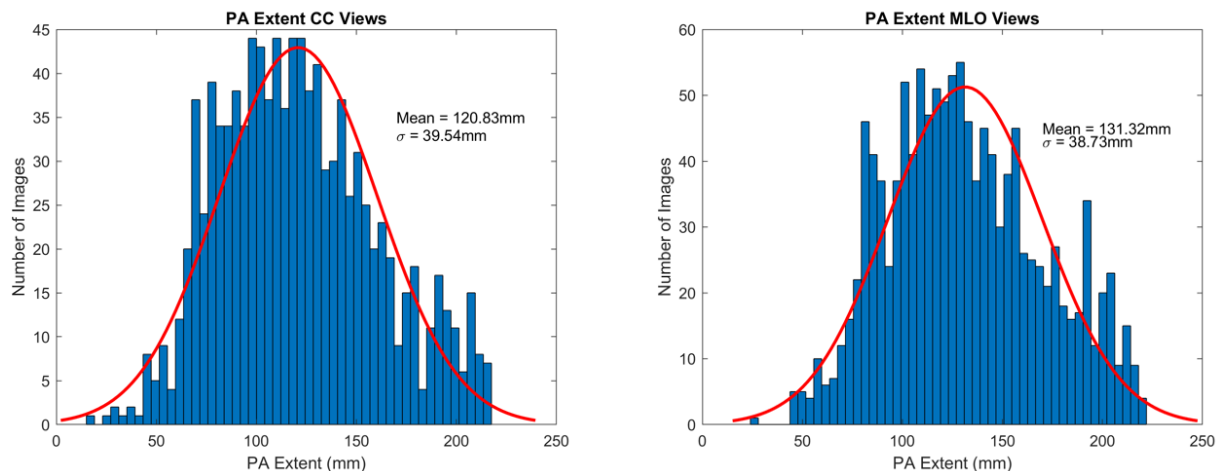 PA Extent CC Views
45
40
35
30
25
20
15
10
5
0
Number of Images
Mean = 120.83mm
σ = 39.54mm
0 50 100 150 200 250
PA Extent (mm)
PA Extent MLO Views
60
50
40
30
20
10
0
Number of Images
Mean = 131.32mm
σ = 38.73mm
0 50 100 150 200 250
PA Extent (mm)